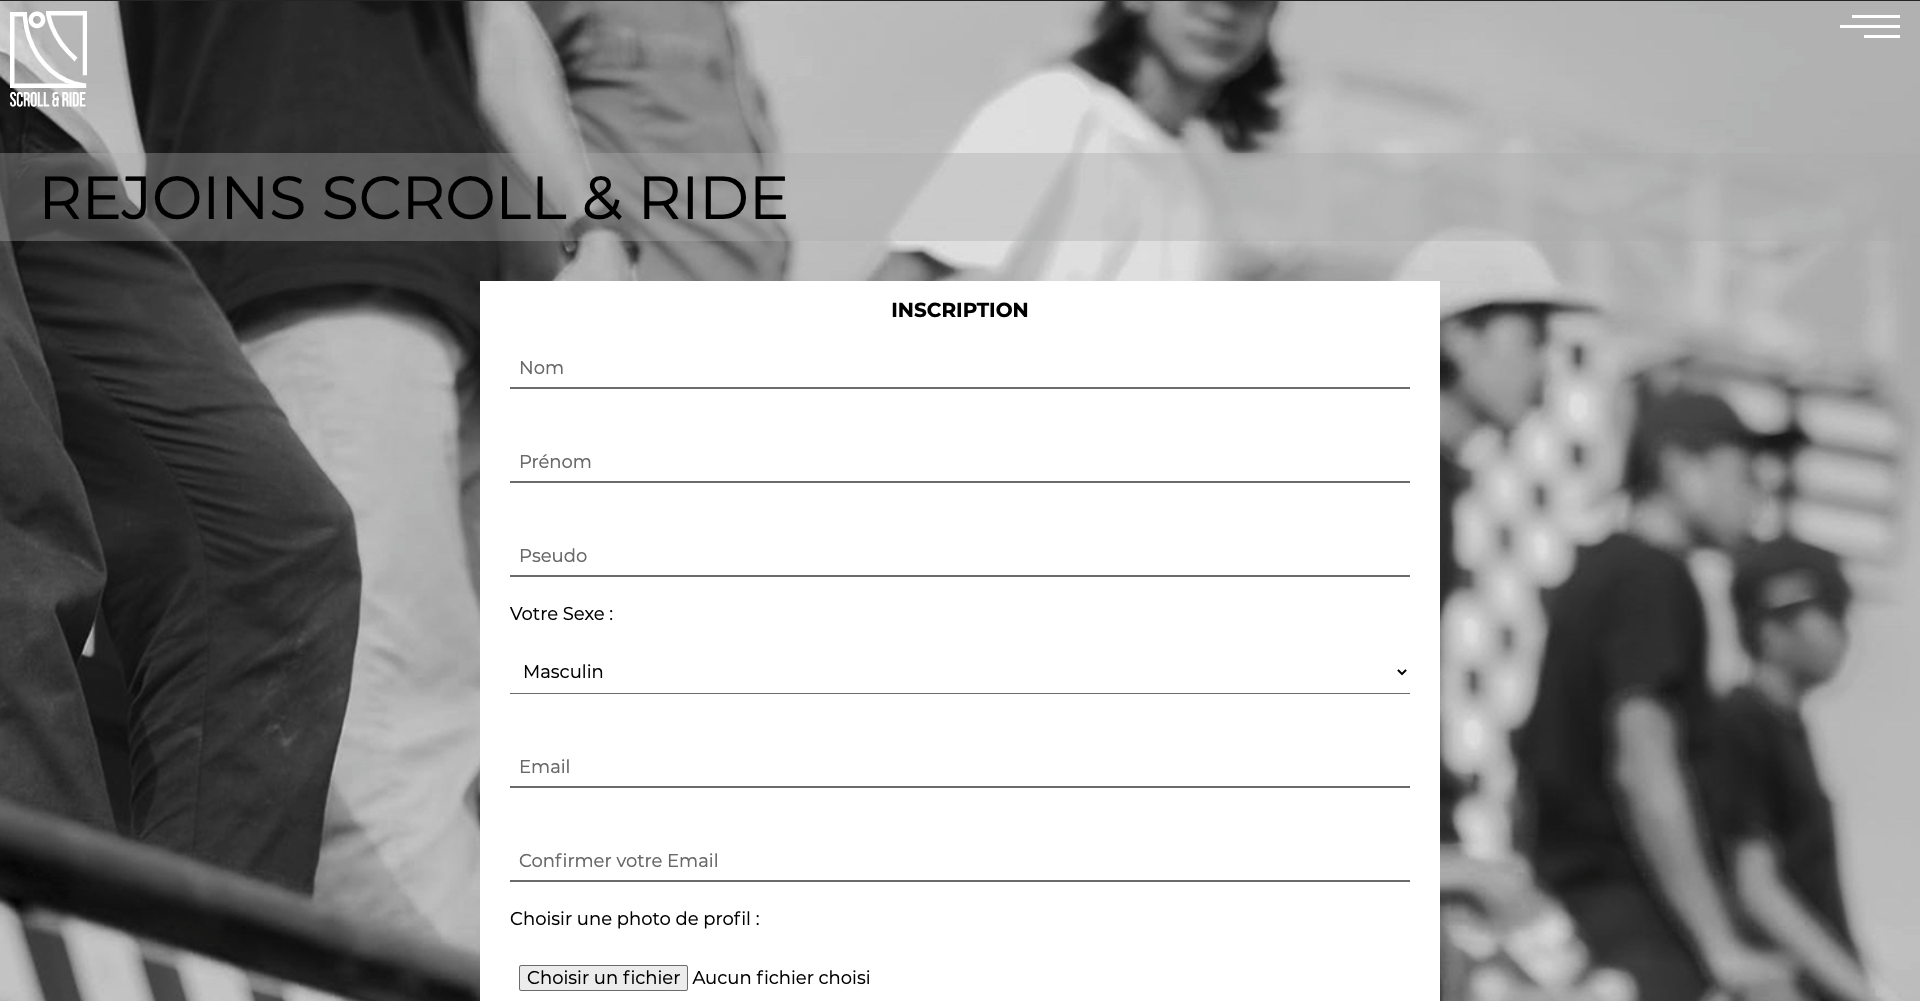 SCROLL & RIDE
REJOINS SCROLL & RIDE
INSCRIPTION
Nom
Prénom
Pseudo
Votre Sexe :
Masculin
Email
Confirmer votre Email
Choisir une photo de profil :
Choisir un fichier Aucun fichier choisi